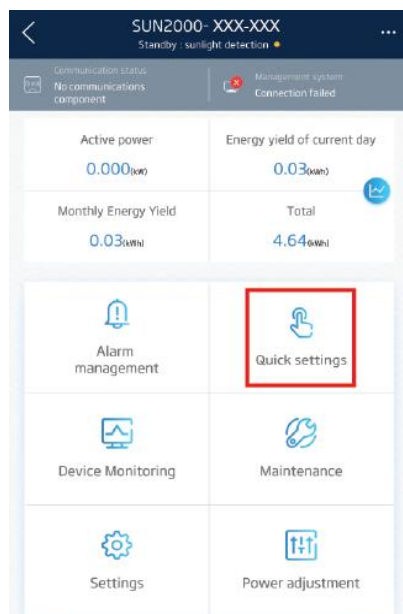 SUN2000- XXX-XXX
Standby : sunlight detection
Communication status
No communications
component
Management system
Connection failed
Active power
0.000(kW)
Energy yield of current day
0.03(kWh)
Monthly Energy Yield
0.03(kWh)
Total
4.64(kWh)
Alarm
management
Quick settings
Device Monitoring
Maintenance
Settings
Power adjustment